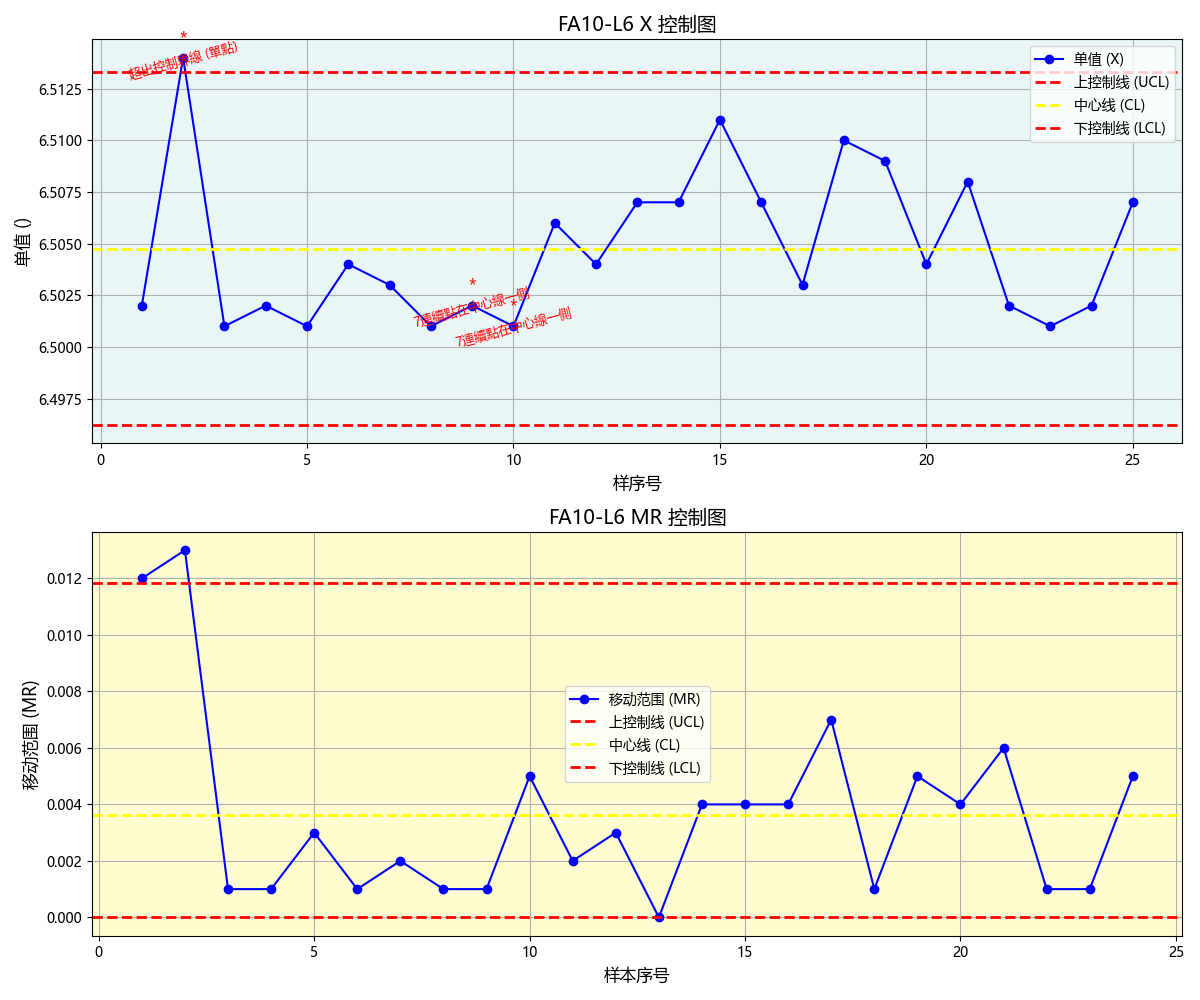 FA10-L6 X 控制图
*
超出控制界線 (單點)
单值 (X)
上控制线 (UCL)
中心线 (CL)
下控制线 (LCL)
6.5125
6.5100
6.5075
6.5050
6.5025
6.5000
6.4975
单值 ()
*
7連續點在中心線一側
*
7連續點在中心線一側
0 5 10 15 20 25
样序号
FA10-L6 MR 控制图
0.012
0.010
0.008
0.006
0.004
0.002
0.000
移动范围 (MR)
移动范围 (MR)
上控制线 (UCL)
中心线 (CL)
下控制线 (LCL)
0 5 10 15 20 25
样本序号